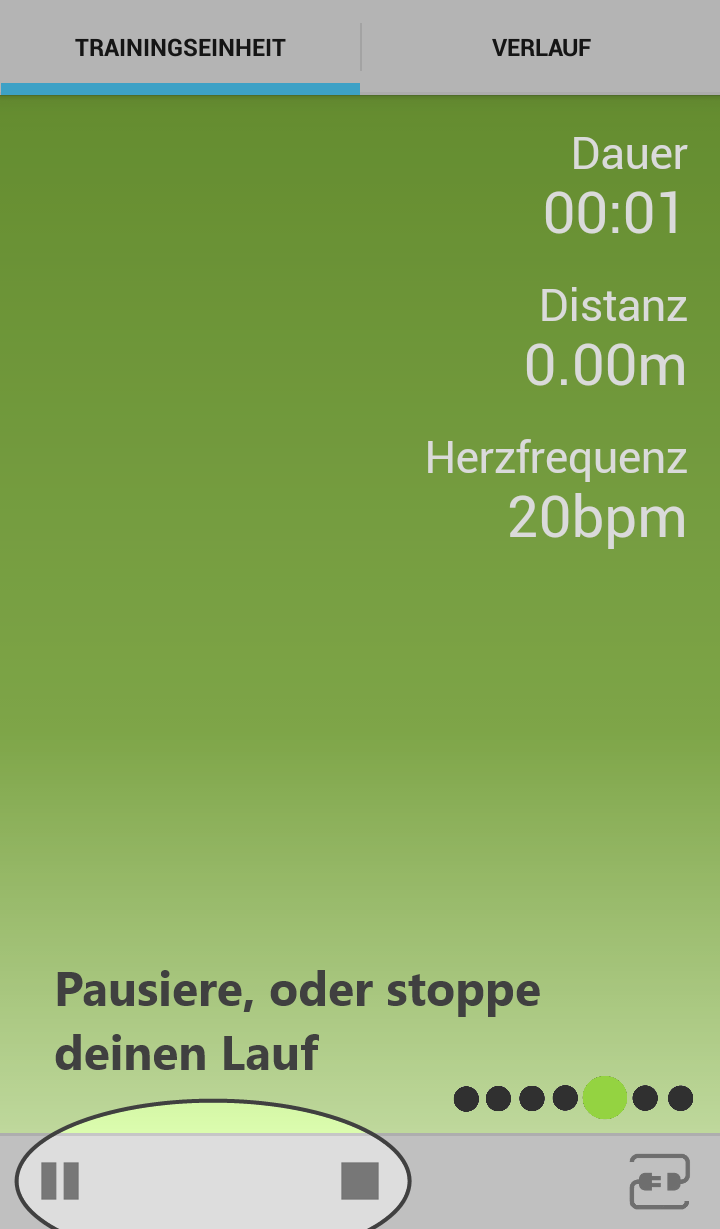 TRAININGSEINHEIT
VERLAUF
Dauer
00:01
Distanz
0.00m
Herzfrequenz
20bpm
Pausiere, oder stoppe
deinen Lauf